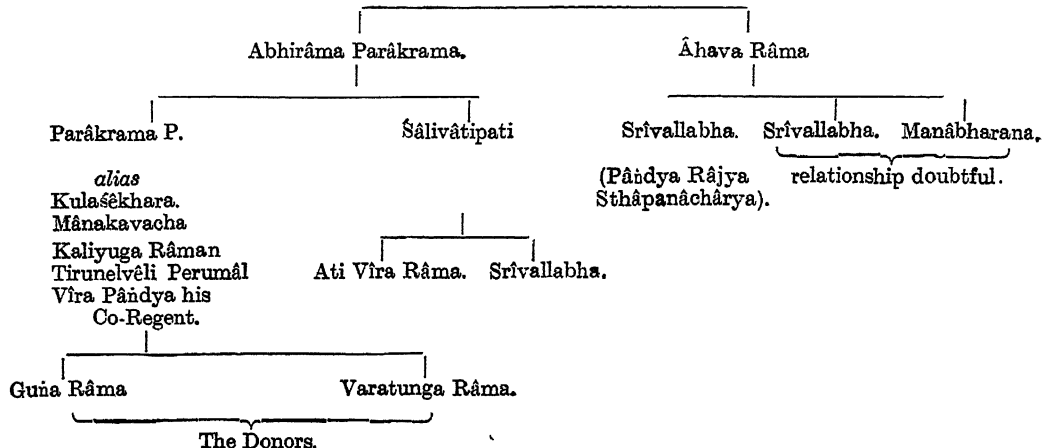 Abhirâma Parâkrama. Âhava Râma
Parâkrama P. Śâlivâtipati Srîvallabha. Srîvallabha. Manâbharana.
alias (Pâṅdya Râjya relationship doubtful.
Kulaśêkhara. Sthâpanâchârya).
Mânakavacha
Kaliyuga Râman
Tirunelvêli Perumâl Ati Vîra Râma. Srîvallabha.
Vîra Pâṅdya his
Co-Regent.
Guṅa Râma Varatunga Râma.
The Donors.